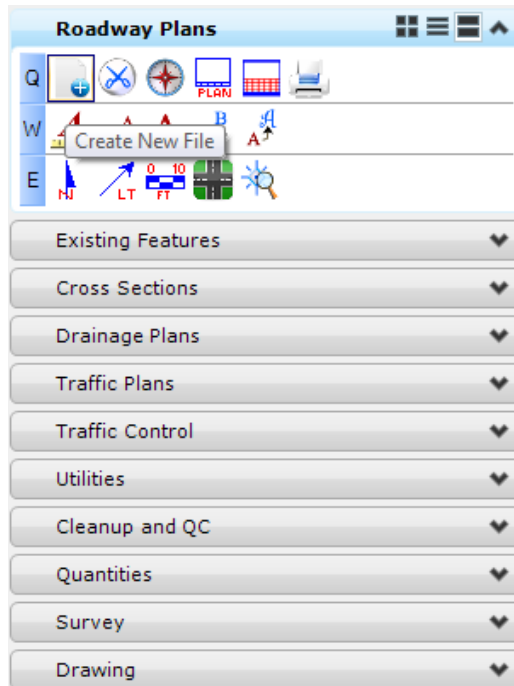 Roadway Plans
Q PLAN
W Create New File B A
E N LT 0 10 FT
Existing Features
Cross Sections
Drainage Plans
Traffic Plans
Traffic Control
Utilities
Cleanup and QC
Quantities
Survey
Drawing